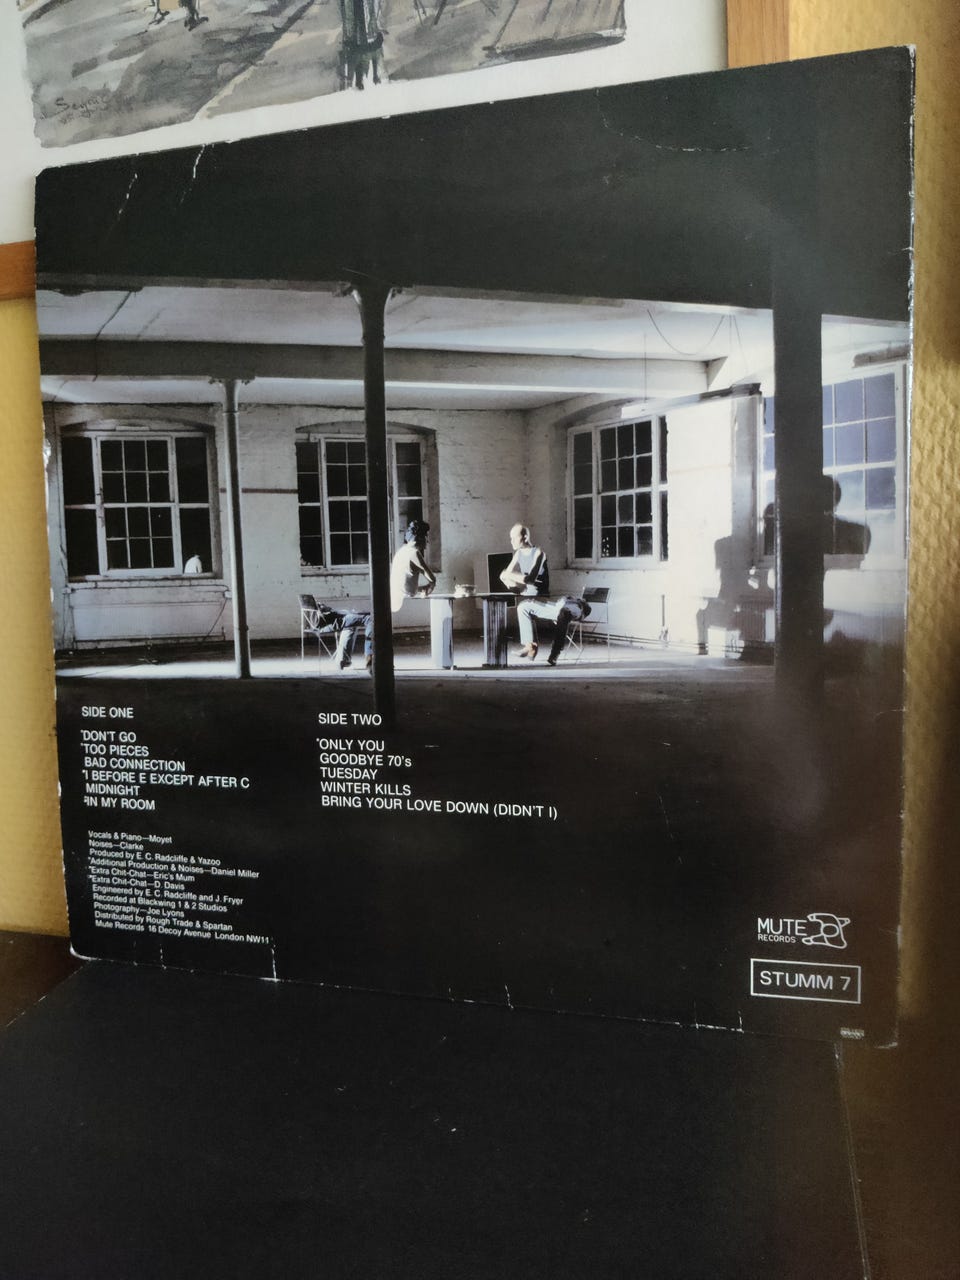 SIDE ONE
"DON'T GO
*TOO PIECES
BAD CONNECTION
"I BEFORE E EXCEPT AFTER C
MIDNIGHT
IN MY ROOM
SIDE TWO
*ONLY YOU
GOODBYE 70's
TUESDAY
WINTER KILLS
BRING YOUR LOVE DOWN (DIDN'T I)
Vocals & Piano—Moyet
Noises—Clarke
Produced by E. C. Radcliffe & Yazoo
*Additional Production & Noises—Daniel Miller
"Extra Chit-Chat—Eric's Mum
"Extra Chit-Chat—D. Davis
Engineered by E. C. Radcliffe and J. Fryer
Recorded at Blackwing 1 & 2 Studios
Photography—Joe Lyons
Distributed by Rough Trade & Spartan
Mute Records 16 Decoy Avenue London NW11
MUTE
RECORDS
STUMM 7